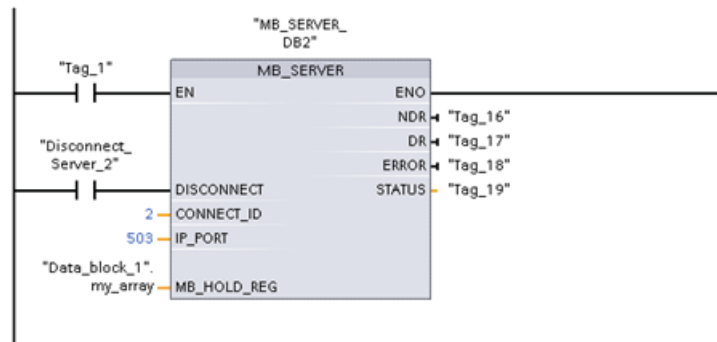 "MB_SERVER_
DB2"
"Tag_1"
MB_SERVER
EN
ENO
NDR
"Tag_16"
DR
"Tag_17"
"Disconnect_
Server_2"
ERROR
"Tag_18"
DISCONNECT
STATUS
"Tag_19"
2
CONNECT_ID
503
IP_PORT
"Data_block_1".
my_array
MB_HOLD_REG